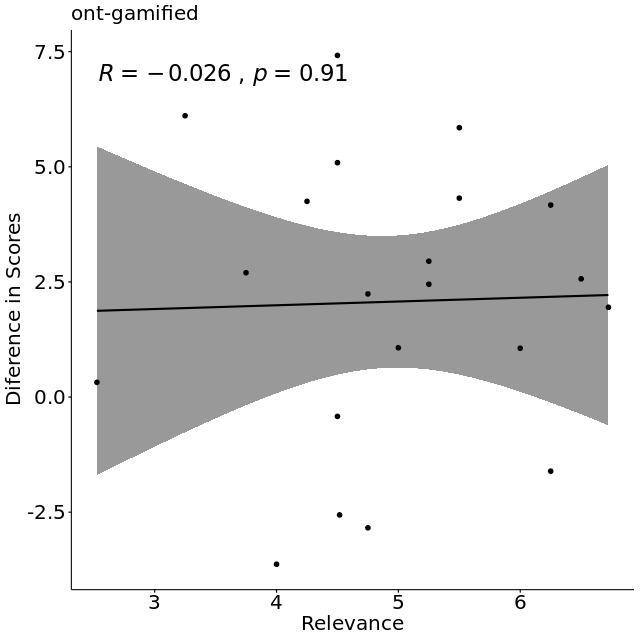 ont-gamified
R = −0.026 , p = 0.91
7.5
5.0
2.5
0.0
-2.5
Diference in Scores
3 4 5 6
Relevance